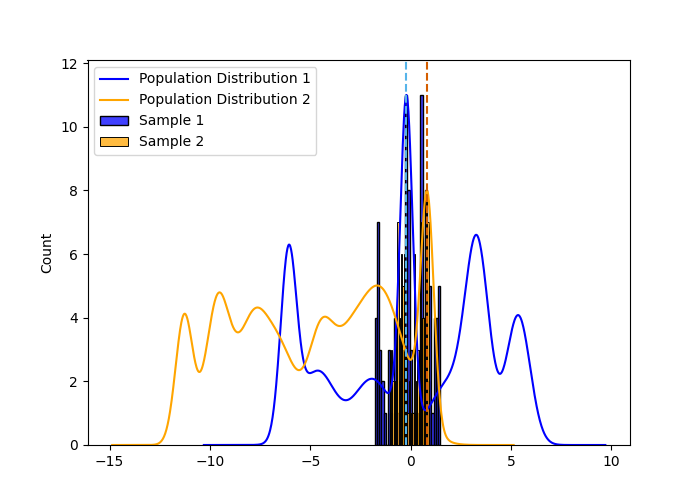 Population Distribution 1
Population Distribution 2
Sample 1
Sample 2
Count
12
10
8
6
4
2
0
−15 −10 −5 0 5 10